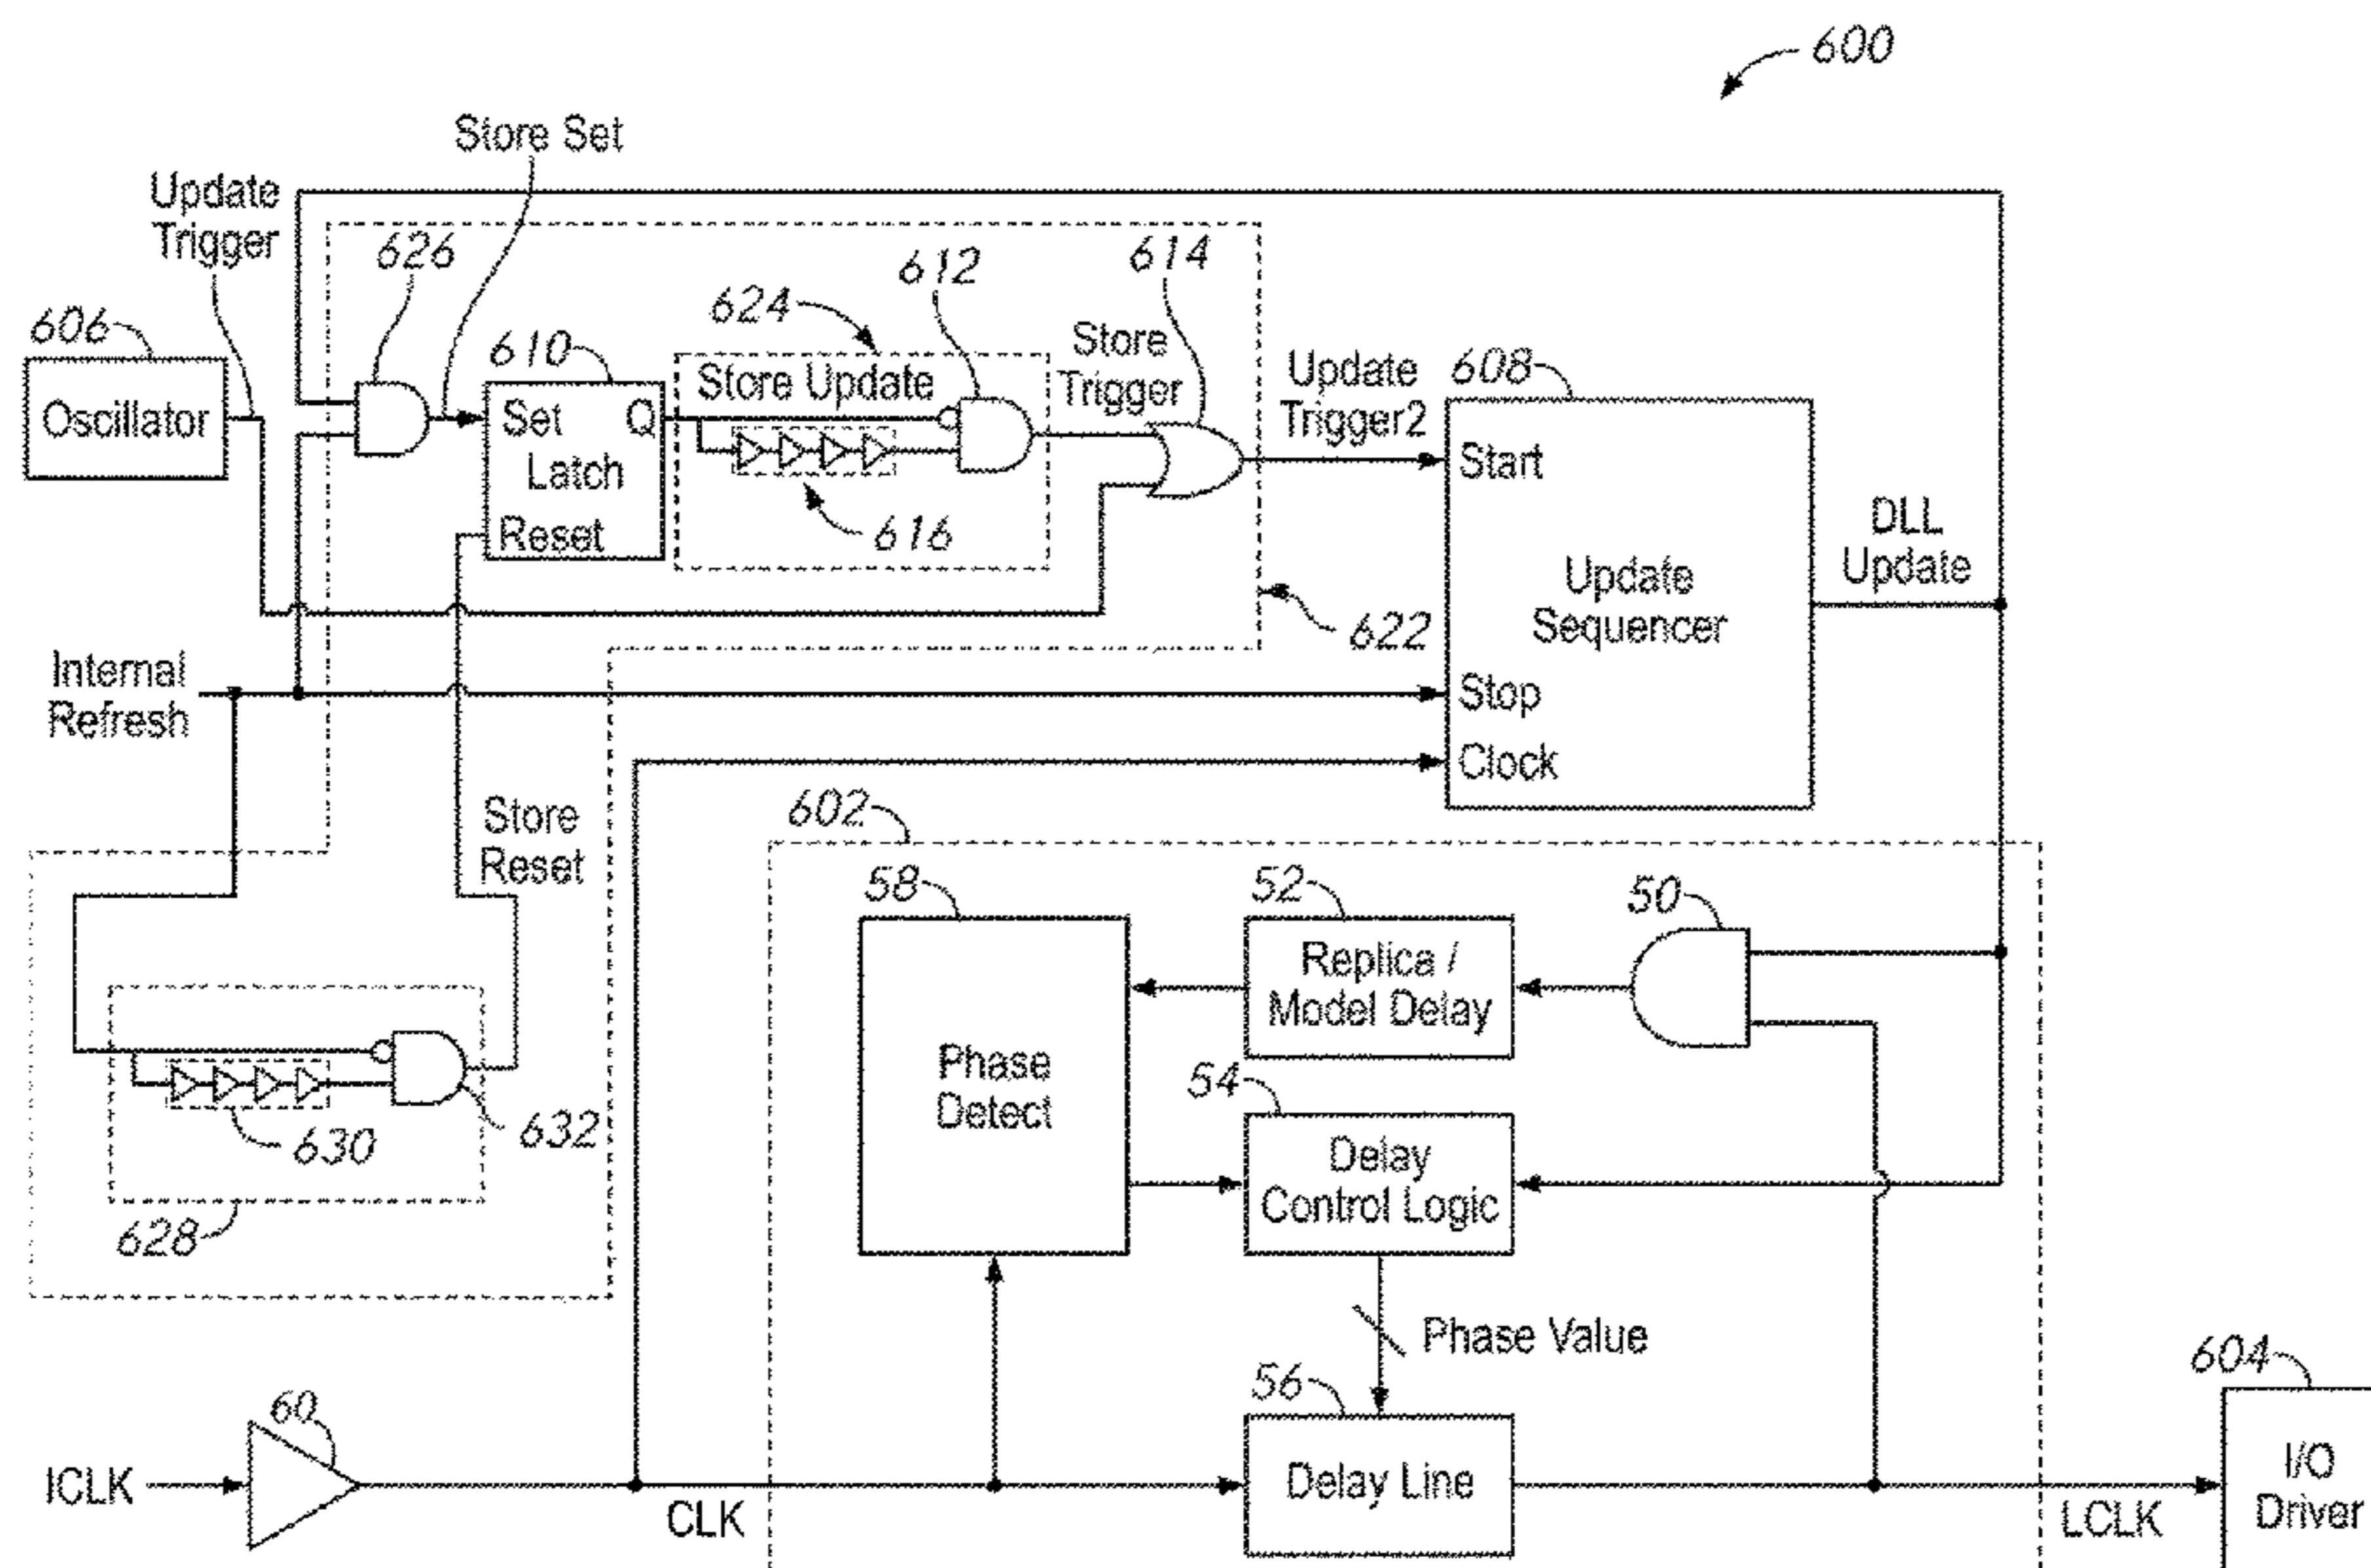 600
Store Set
Update
Trigger
626
612
614
624
606
610
Store
Trigger
Store Update
Update
Trigger2
608
Oscillator
Set
Q
Latch
Reset
616
Start
DLL
Update
Update
Sequencer
622
Internal
Refresh
Stop
Clock
Store
Reset
602
58
52
50
Replica /
Model Delay
Phase
Detect
54
Delay
Control Logic
630
632
628
Phase Value
604
60
56
ICLK
CLK
Delay Line
LCLK
I/O
Driver